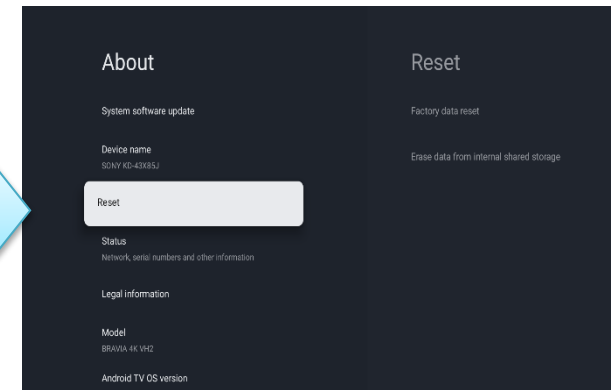 About
System software update
Device name
SONY KD-43X85J
Reset
Status
Network, serial numbers and other information
Legal information
Model
BRAVIA 4K VH2
Android TV OS version
Reset
Factory data reset
Erase data from internal shared storage